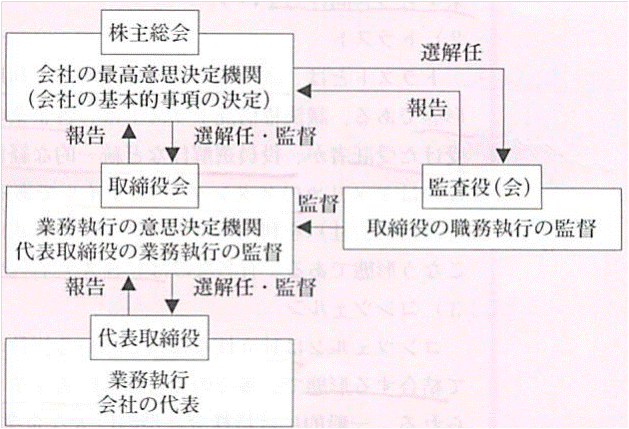 株主総会
会社の最高意思決定機関
(会社の基本的事項の決定)
選解任
報告
報告
選解任・監督
取締役会
業務執行の意思決定機関
代表取締役の業務執行の監督
監督
監査役(会)
取締役の職務執行の監督
報告
選解任・監督
代表取締役
業務執行
会社の代表